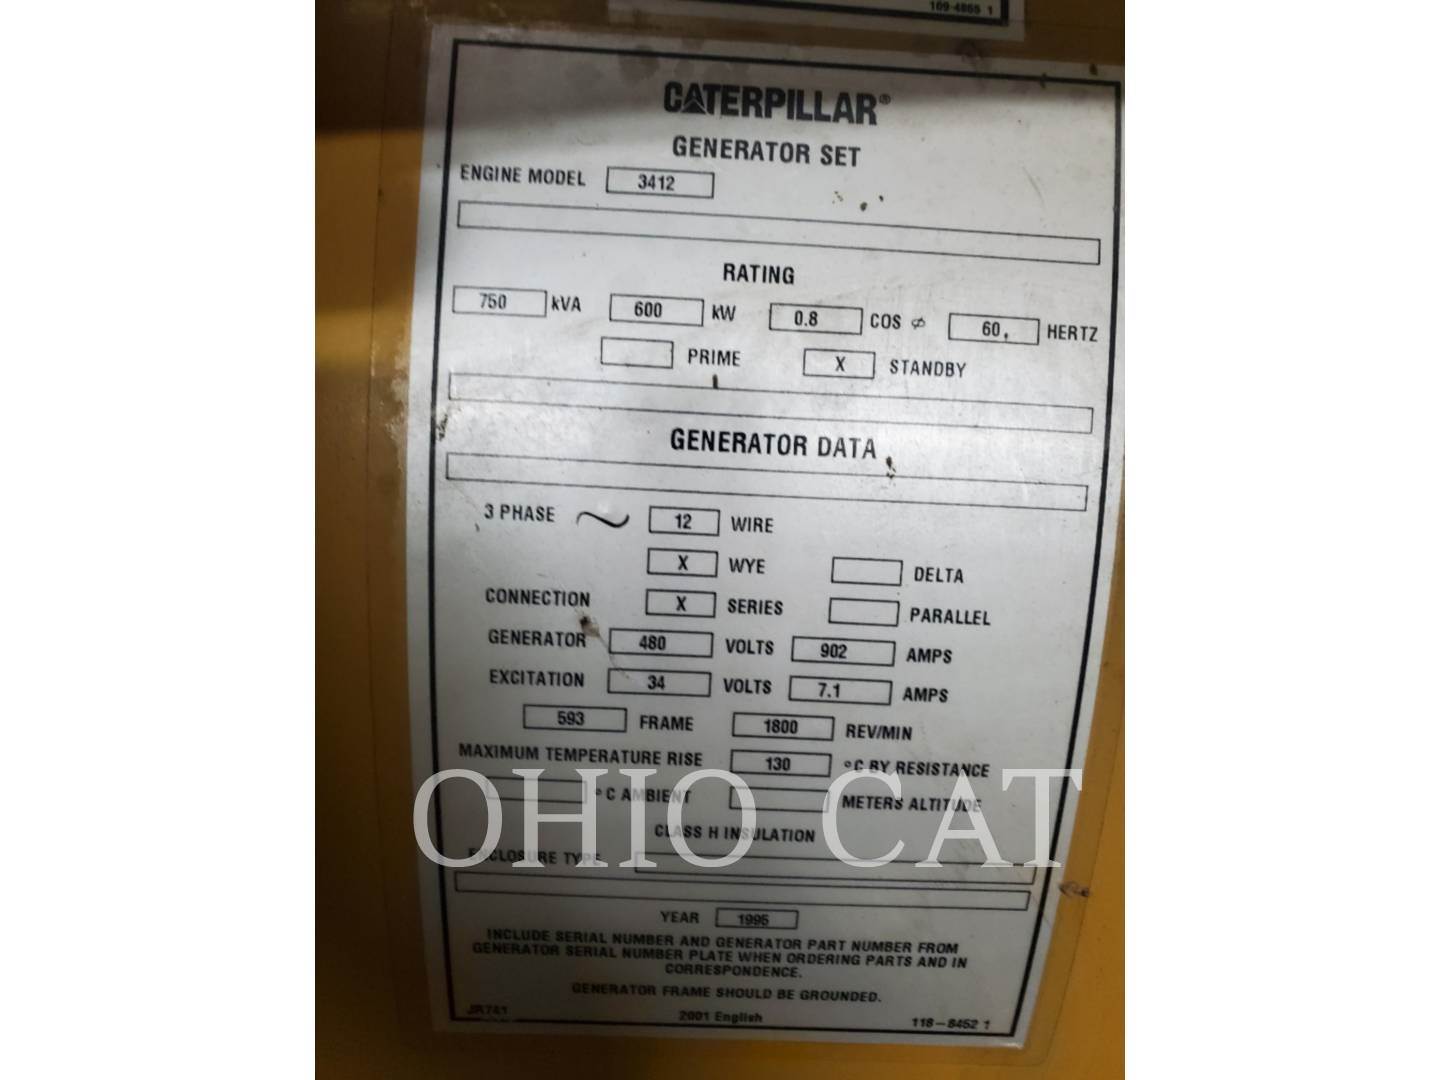 109-4855 1
CATERPILLAR®
GENERATOR SET
ENGINE MODEL 3412
RATING
750 kVA 600 kW 0.8 COS ⌀ 60. HERTZ
PRIME X STANDBY
GENERATOR DATA
3 PHASE ~ 12 WIRE
X WYE DELTA
CONNECTION X SERIES PARALLEL
GENERATOR 480 VOLTS 902 AMPS
EXCITATION 34 VOLTS 7.1 AMPS
593 FRAME 1800 REV/MIN
MAXIMUM TEMPERATURE RISE 130 °C BY RESISTANCE
°C AMBIENT METERS ALTITUDE
OHIO CAT
CLASS H INSULATION
ENCLOSURE TYPE
YEAR 1995
INCLUDE SERIAL NUMBER AND GENERATOR PART NUMBER FROM
GENERATOR SERIAL NUMBER PLATE WHEN ORDERING PARTS AND IN
CORRESPONDENCE.
GENERATOR FRAME SHOULD BE GROUNDED.
JR741 2001 English 118-8452 1